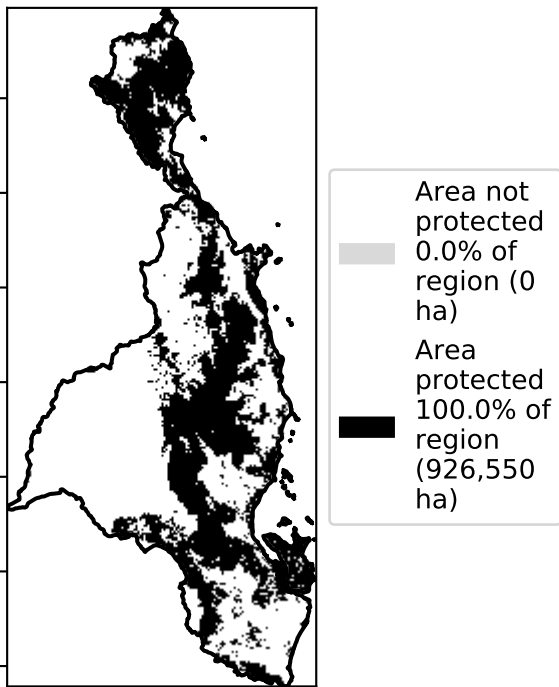 Area not
protected
0.0% of
region (0
ha)
Area
protected
100.0% of
region
(926,550
ha)